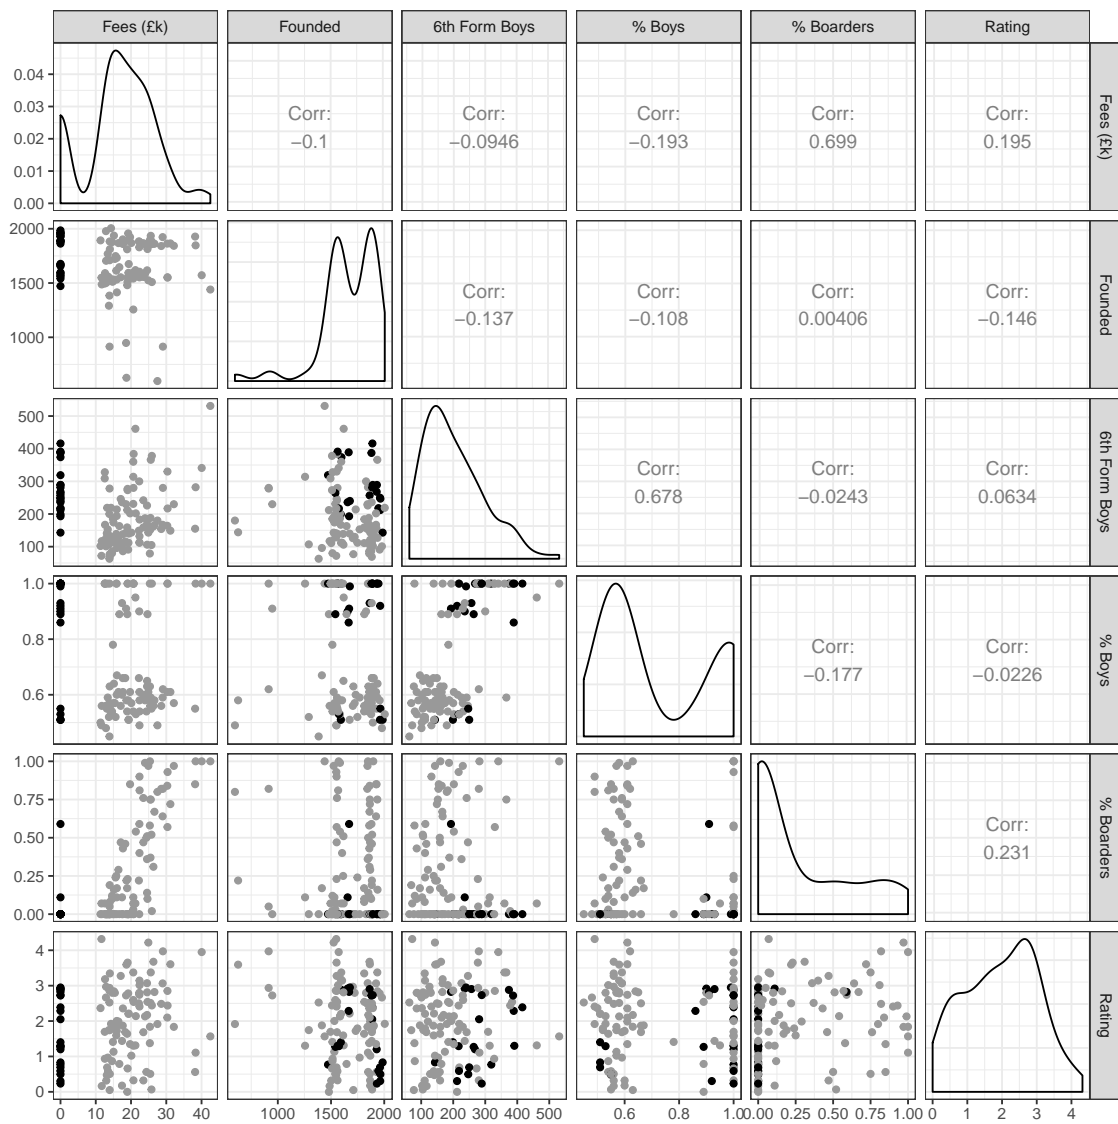 Fees (£k) Founded 6th Form Boys % Boys % Boarders Rating
0.04
0.03
0.02
0.01
0.00
Corr:
−0.1
Corr:
−0.0946
Corr:
−0.193
Corr:
0.699
Corr:
0.195
Fees (£k)
2000
1500
1000
Corr:
−0.137
Corr:
−0.108
Corr:
0.00406
Corr:
−0.146
Founded
500
400
300
200
100
Corr:
0.678
Corr:
−0.0243
Corr:
0.0634
6th Form Boys
1.0
0.8
0.6
Corr:
−0.177
Corr:
−0.0226
% Boys
1.00
0.75
0.50
0.25
0.00
Corr:
0.231
% Boarders
4
3
2
1
0
Rating
0 10 20 30 40 1000 1500 2000 100 200 300 400 500 0.6 0.8 1.0 0.00 0.25 0.50 0.75 1.00 0 1 2 3 4